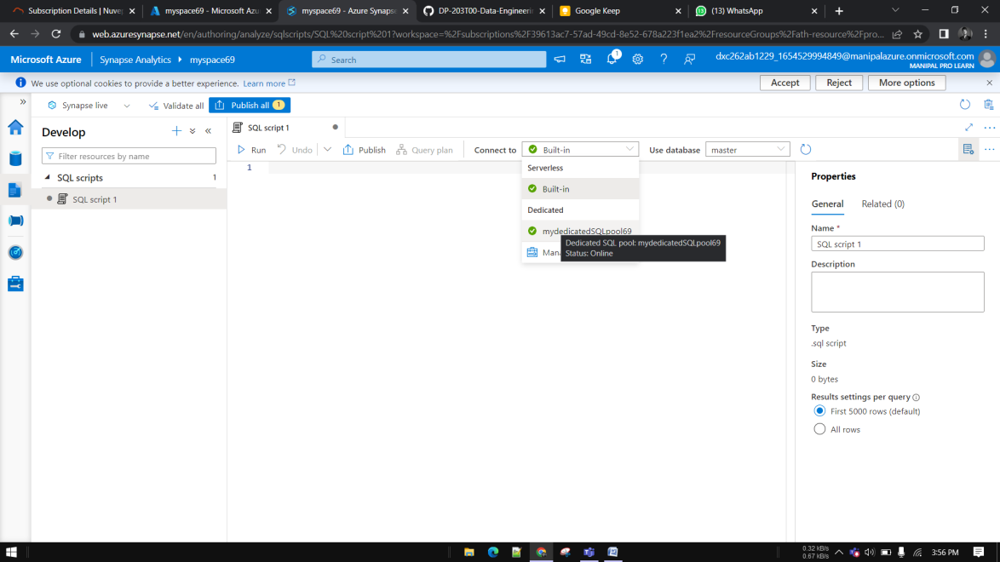 Subscription Details | Nuvep
myspace69 - Microsoft Azu
myspace69 - Azure Synapse
DP-203T00-Data-Engineerin
Google Keep
(13) WhatsApp
web.azuresynapse.net/en/authoring/analyze/sqlscripts/SQL%20script%201?workspace=%2Fsubscriptions%2F39613ac7-57ad-49cd-8e52-678a223f1ea2%2FresourceGroups%2Fath-resource%2Fpro...
Microsoft Azure
Synapse Analytics
myspace69
Search
1
dxc262ab1229_1654529994849@manipalazure.onmicrosoft.com
MANIPAL PRO LEARN
We use optional cookies to provide a better experience. Learn more
Accept
Reject
More options
Synapse live
Validate all
Publish all 1
Develop
Filter resources by name
SQL scripts 1
SQL script 1
SQL script 1
Run
Undo
Publish
Query plan
Connect to
Built-in
Use database
master
1
Serverless
Built-in
Dedicated
mydedicatedSQLpool69
Dedicated SQL pool: mydedicatedSQLpool69
Status: Online
Properties
General
Related (0)
Name *
SQL script 1
Description
Type
.sql script
Size
0 bytes
Results settings per query
First 5000 rows (default)
All rows
0.32 kB/s
0.67 kB/s
3:56 PM